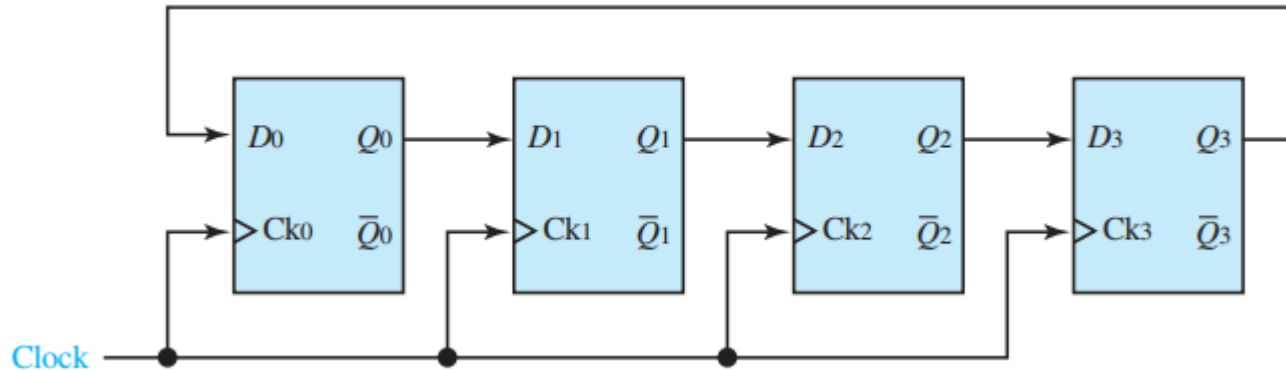 D0 Q0 D1 Q1 D2 Q2 D3 Q3
Ck0 Q̅0 Ck1 Q̅1 Ck2 Q̅2 Ck3 Q̅3
Clock